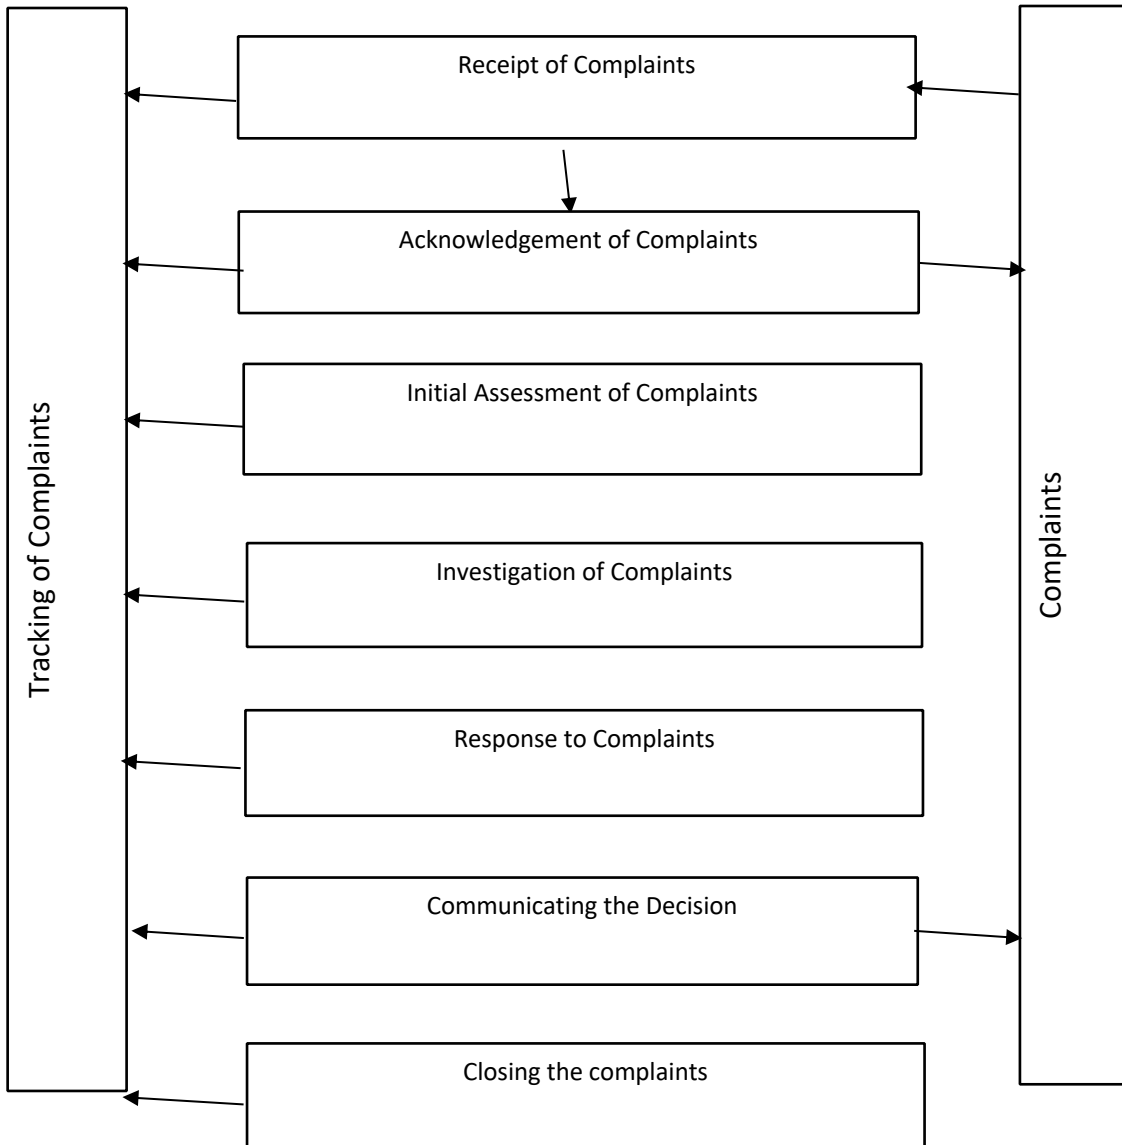 Receipt of Complaints
Acknowledgement of Complaints
Initial Assessment of Complaints
Investigation of Complaints
Response to Complaints
Communicating the Decision
Closing the complaints
Tracking of Complaints
Complaints